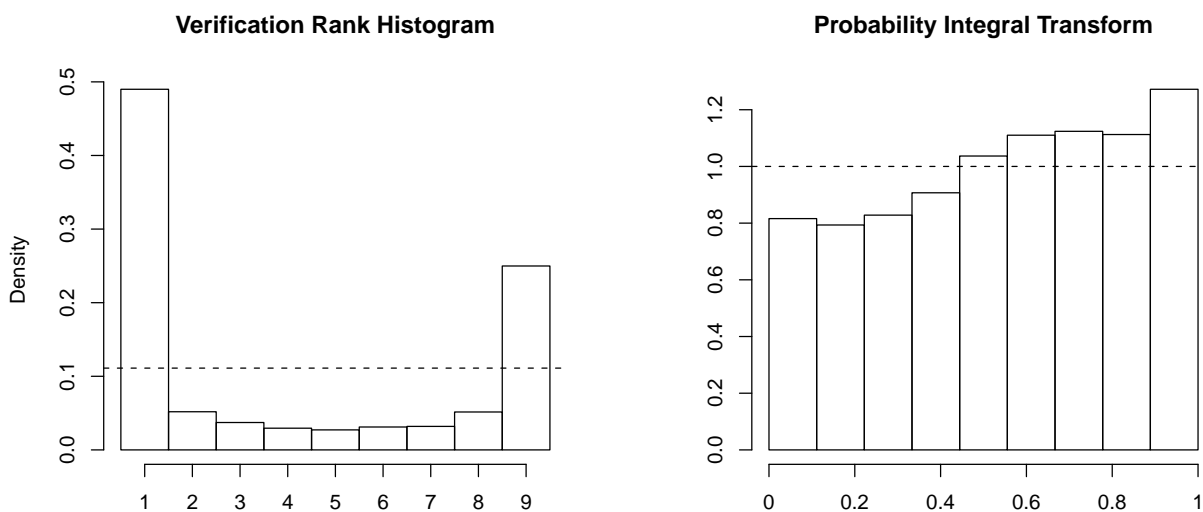 Verification Rank Histogram
Density
0.5
0.4
0.3
0.2
0.1
0.0
1 2 3 4 5 6 7 8 9
Probability Integral Transform
1.2
1.0
0.8
0.6
0.4
0.2
0.0
0 0.2 0.4 0.6 0.8 1